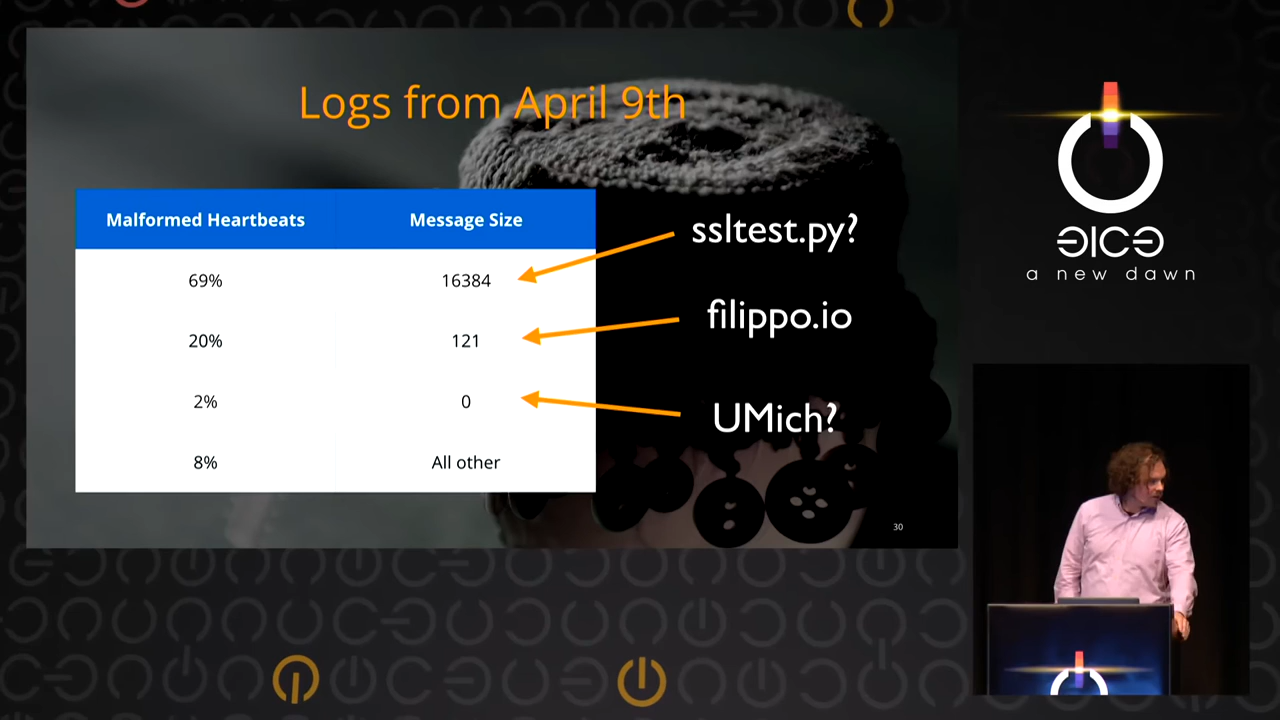 Logs from April 9th
Malformed Heartbeats Message Size
69% 16384
20% 121
2% 0
8% All other
ssltest.py?
filippo.io
UMich?
30
a new dawn